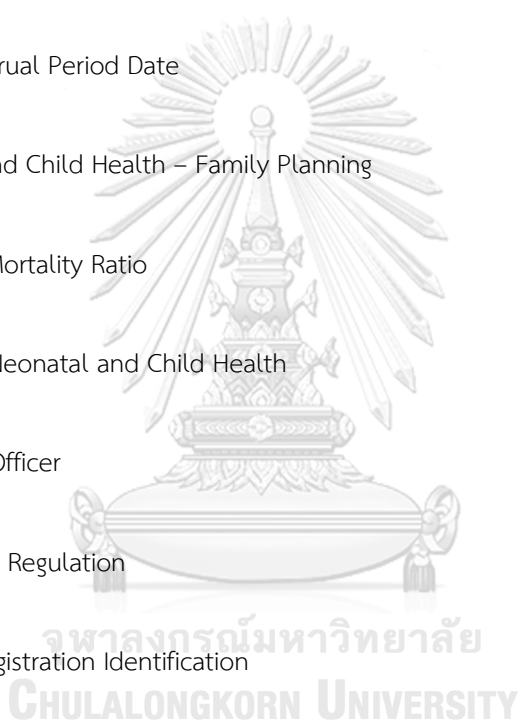 rual Period Date
nd Child Health – Family Planning
Mortality Ratio
Neonatal and Child Health
Officer
Regulation
จุฬาลงกรณ์มหาวิทยาลัย
gistration Identification
CHULALONGKORN UNIVERSITY